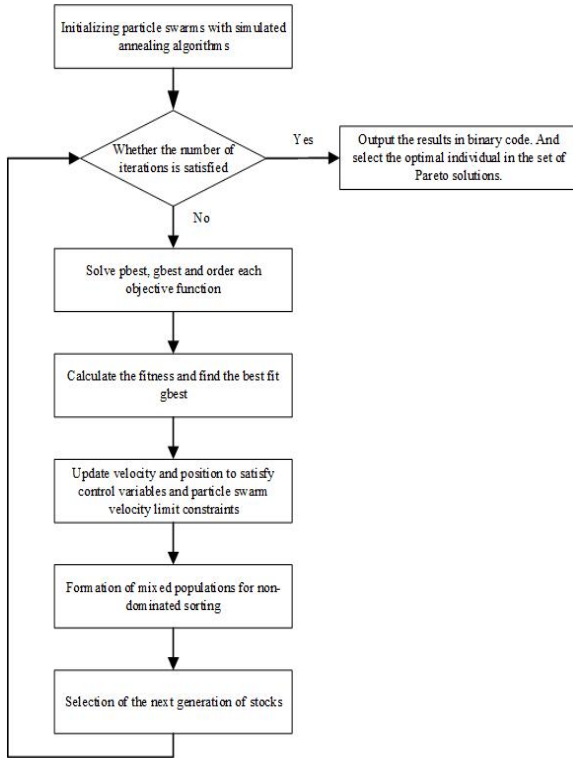 Initializing particle swarms with simulated
annealing algorithms
Whether the number of
iterations is satisfied
Yes
Output the results in binary code. And
select the optimal individual in the set of
Pareto solutions.
No
Solve pbest, gbest and order each
objective function
Calculate the fitness and find the best fit
gbest
Update velocity and position to satisfy
control variables and particle swarm
velocity limit constraints
Formation of mixed populations for non-
dominated sorting
Selection of the next generation of stocks